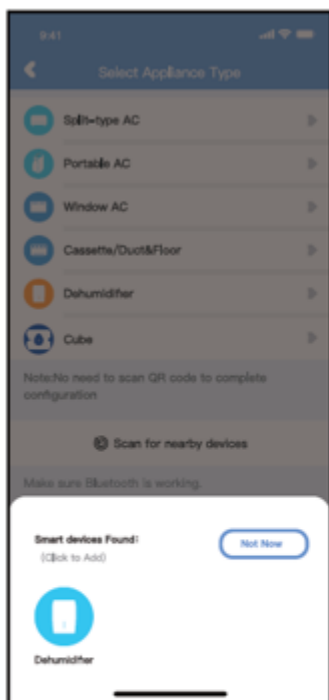 9:41
Select Appliance Type
Split-type AC
Portable AC
Window AC
Cassette/Duct&Floor
Dehumidifier
Cube
Note:No need to scan QR code to complete
configuration
Scan for nearby devices
Make sure Bluetooth is working.
Smart devices Found:
(Click to Add)
Not Now
Dehumidifier